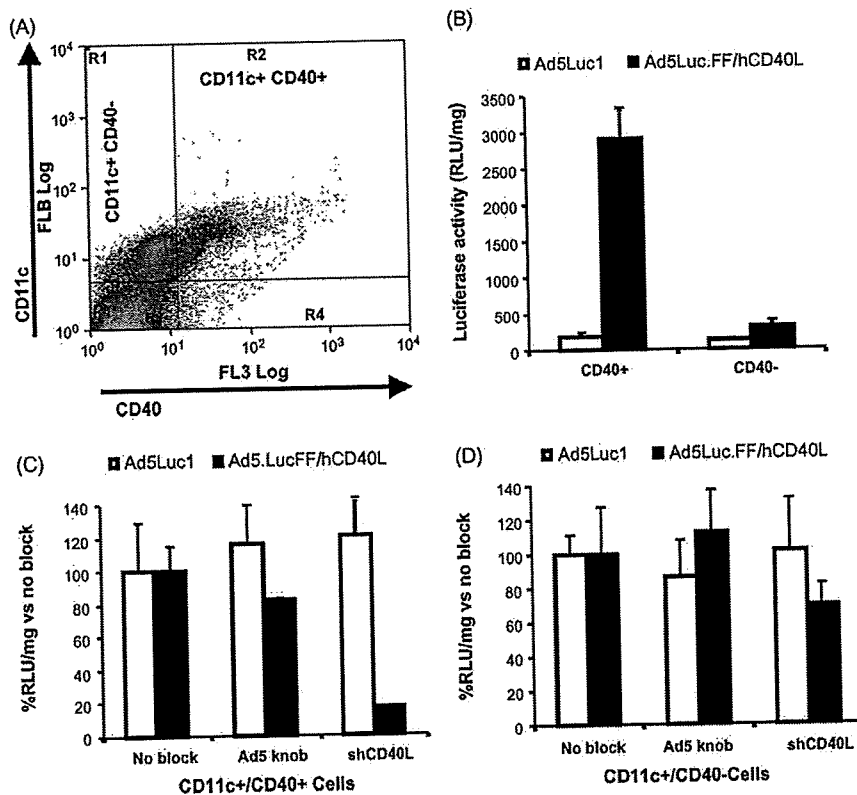 (A)
10⁴
10³
10²
10¹
10⁰
R1
R2
CD11c+ CD40+
CD11c+ CD40-
R4
CD11c
FLB Log
10⁰ 10¹ 10² 10³ 10⁴
FL3 Log
CD40
(B)
Ad5Luc1 Ad5Luc.FF/hCD40L
Luciferase activity (RLU/mg)
3500
3000
2500
2000
1500
1000
500
0
CD40+ CD40-
(C)
Ad5Luc1 Ad5.LucFF/hCD40L
%RLU/mg vs no block
140
120
100
80
60
40
20
0
No block Ad5 knob shCD40L
CD11c+/CD40+ Cells
(D)
Ad5Luc1 Ad5Luc.FF/hCD40L
%RLU/mg vs no block
140
120
100
80
60
40
20
0
No block Ad5 knob shCD40L
CD11c+/CD40-Cells